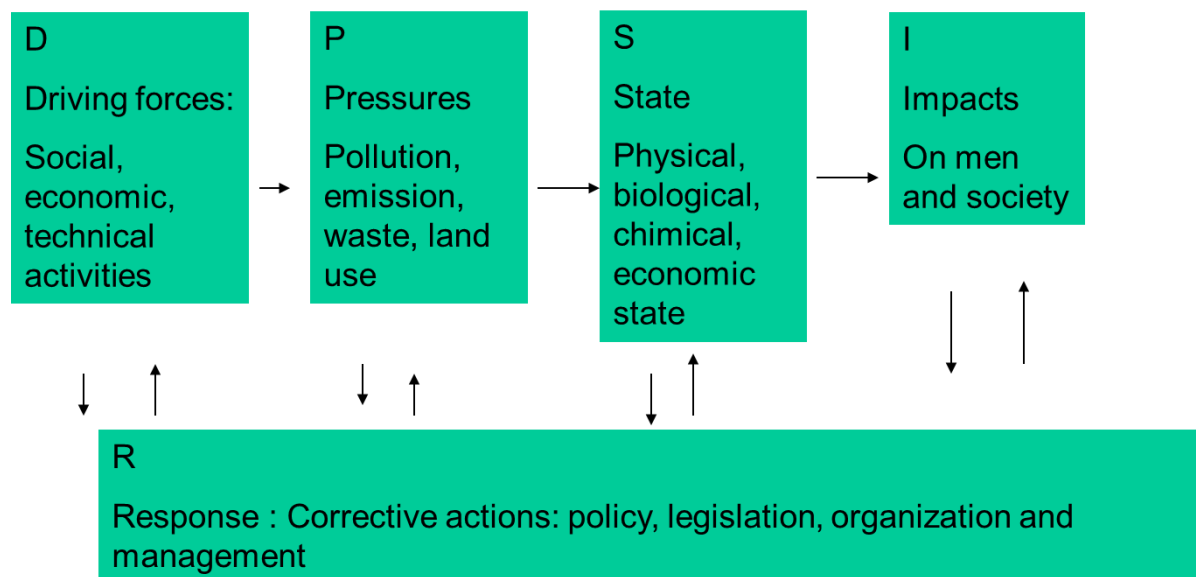 D
Driving forces:
Social,
economic,
technical
activities
P
Pressures
Pollution,
emission,
waste, land
use
S
State
Physical,
biological,
chimical,
economic
state
I
Impacts
On men
and society
R
Response : Corrective actions: policy, legislation, organization and
management